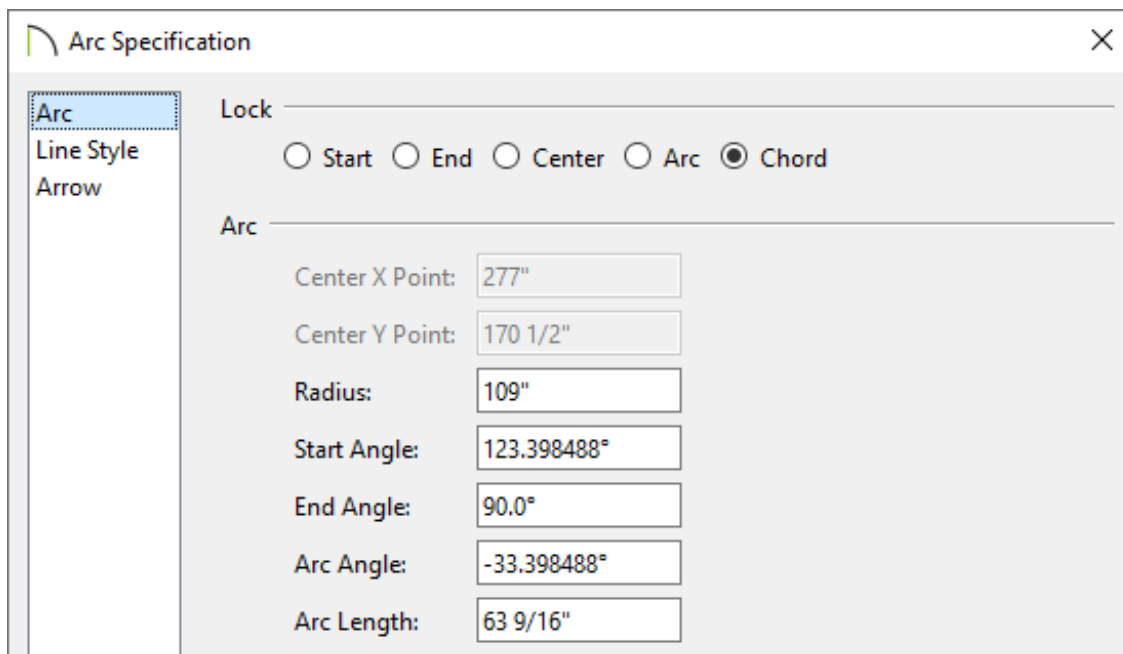 Arc Specification
Arc
Line Style
Arrow
Lock
Start End Center Arc Chord
Arc
Center X Point: 277"
Center Y Point: 170 1/2"
Radius: 109"
Start Angle: 123.398488°
End Angle: 90.0°
Arc Angle: -33.398488°
Arc Length: 63 9/16"